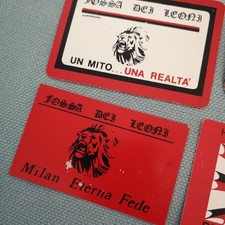 FOSSA DEI LEONI
UN MITO...UNA REALTA'
FOSSA DEI LEONI
Milan Eterna Fede